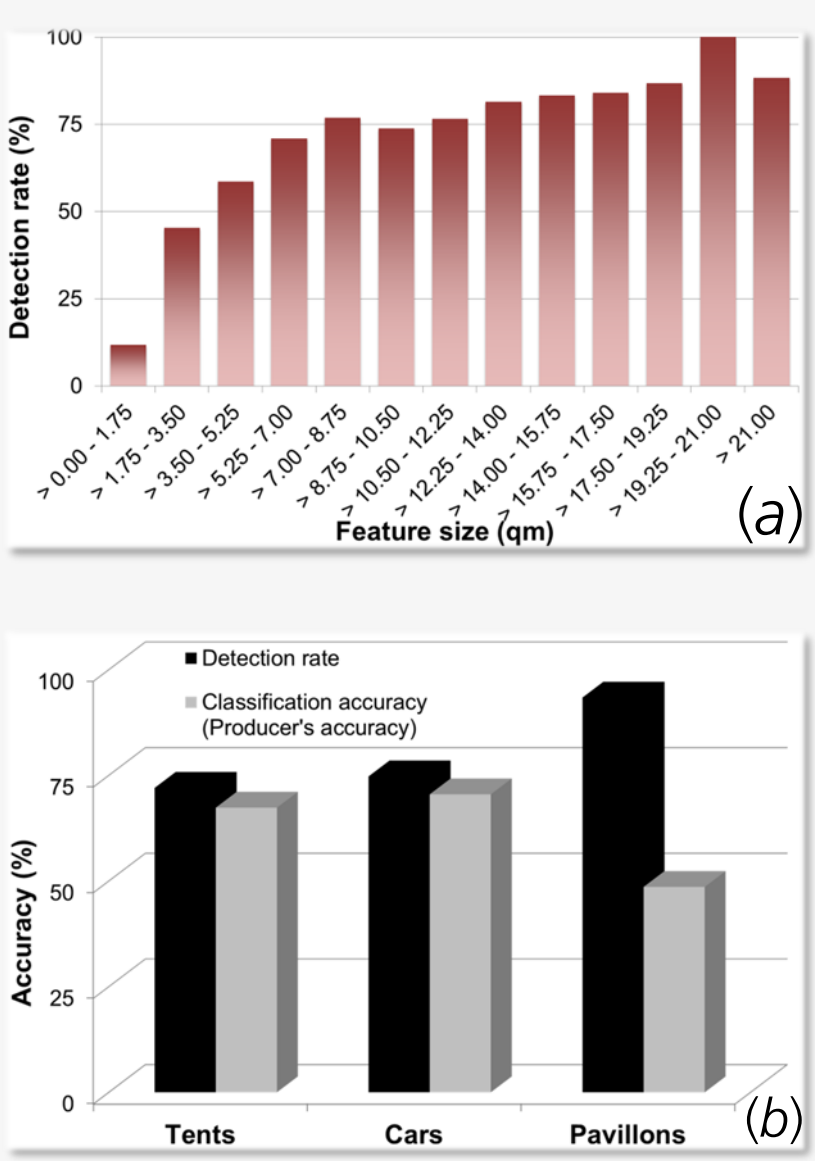 100
75
50
25
0
Detection rate (%)
> 0.00 - 1.75
> 1.75 - 3.50
> 3.50 - 5.25
> 5.25 - 7.00
> 7.00 - 8.75
> 8.75 - 10.50
> 10.50 - 12.25
> 12.25 - 14.00
> 14.00 - 15.75
> 15.75 - 17.50
> 17.50 - 19.25
> 19.25 - 21.00
> 21.00
Feature size (qm)
(a)
Detection rate
Classification accuracy
(Producer's accuracy)
100
75
50
25
0
Accuracy (%)
Tents
Cars
Pavillons
(b)